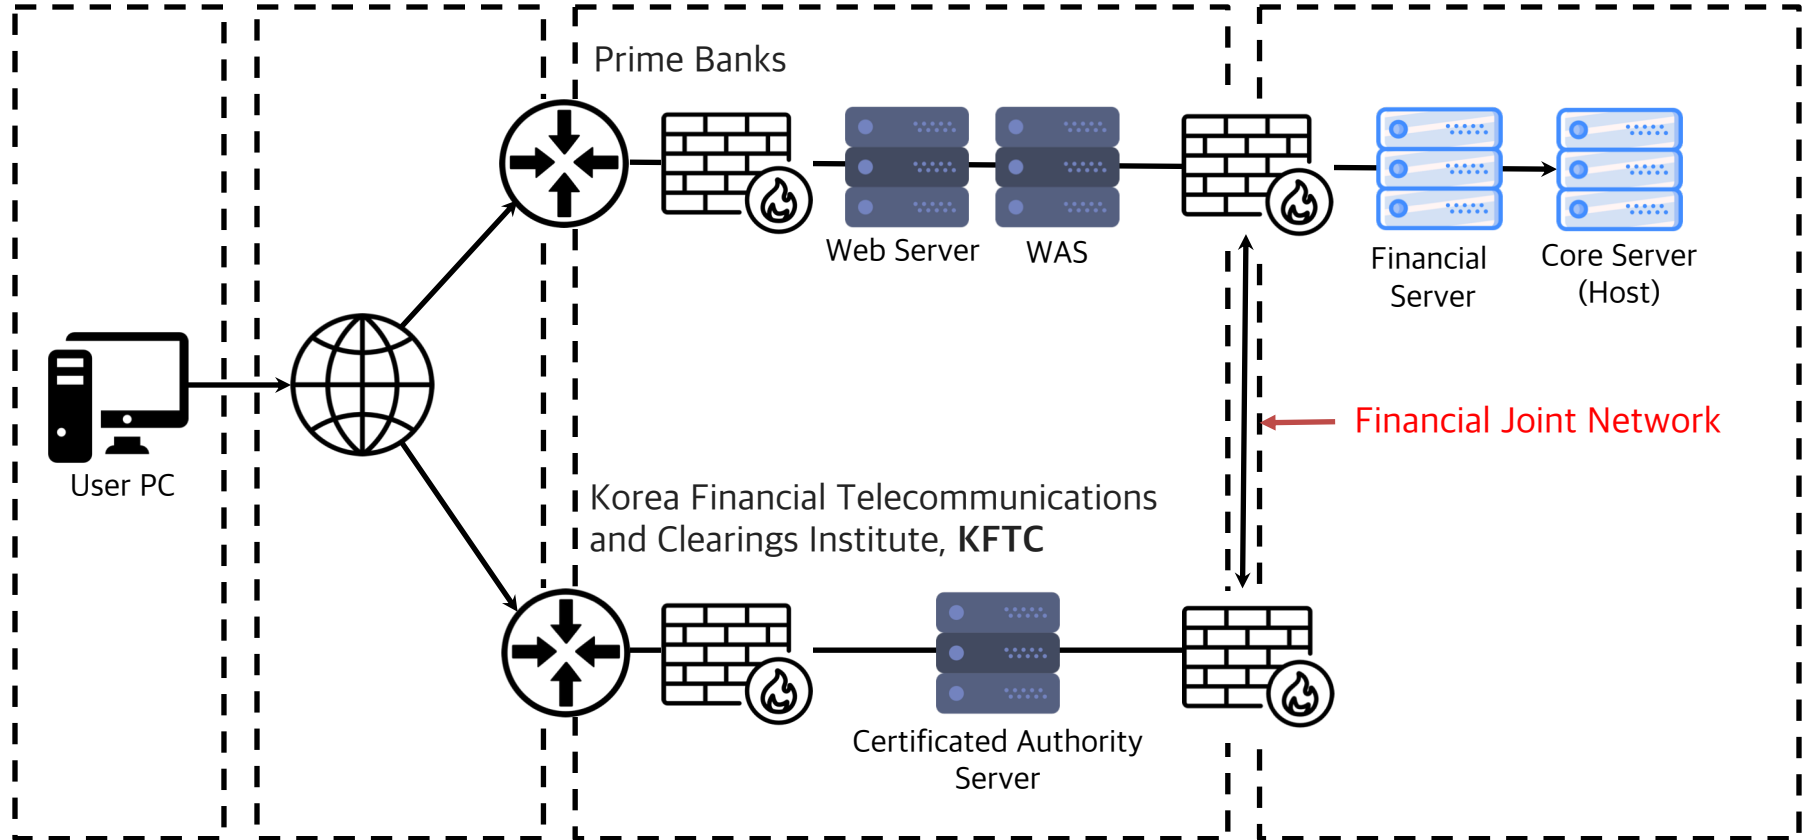 Prime Banks
Web Server
WAS
Financial
Server
Core Server
(Host)
User PC
Financial Joint Network
Korea Financial Telecommunications
and Clearings Institute, KFTC
Certificated Authority
Server